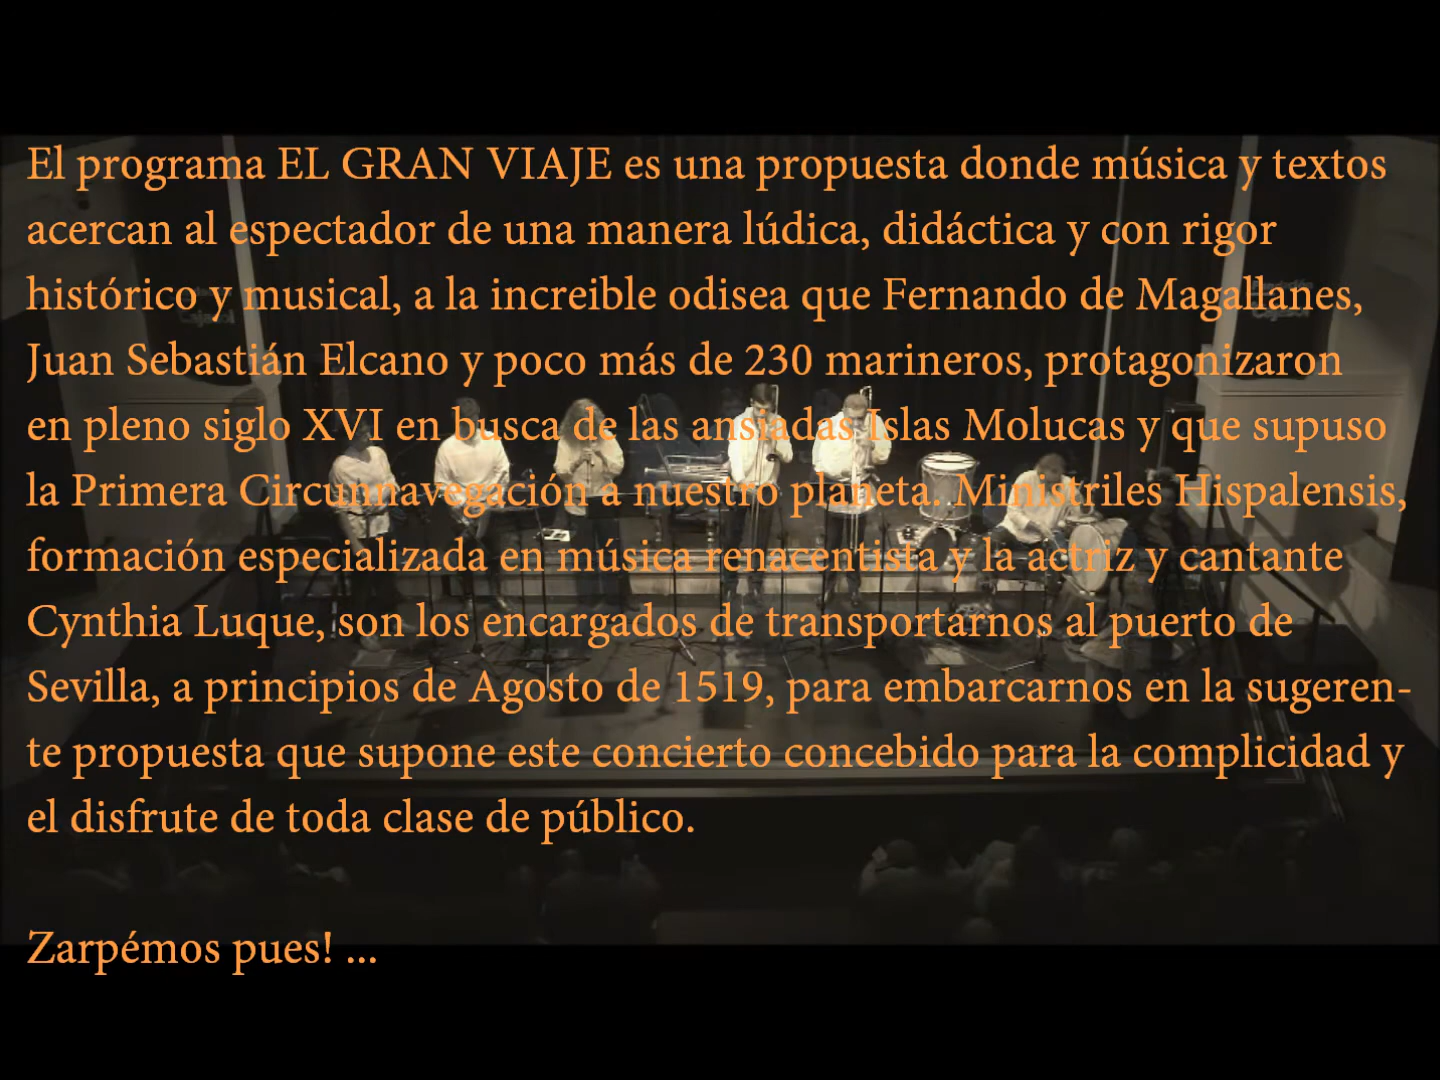 El programa EL GRAN VIAJE es una propuesta donde música y textos
acercan al espectador de una manera lúdica, didáctica y con rigor
histórico y musical, a la increible odisea que Fernando de Magallanes,
Juan Sebastián Elcano y poco más de 230 marineros, protagonizaron
en pleno siglo XVI en busca de las ansiadas Islas Molucas y que supuso
la Primera Circunnavegación a nuestro planeta. Ministriles Hispalensis,
formación especializada en música renacentista y la actriz y cantante
Cynthia Luque, son los encargados de transportarnos al puerto de
Sevilla, a principios de Agosto de 1519, para embarcarnos en la sugeren-
te propuesta que supone este concierto concebido para la complicidad y
el disfrute de toda clase de público.
Zarpémos pues! ...